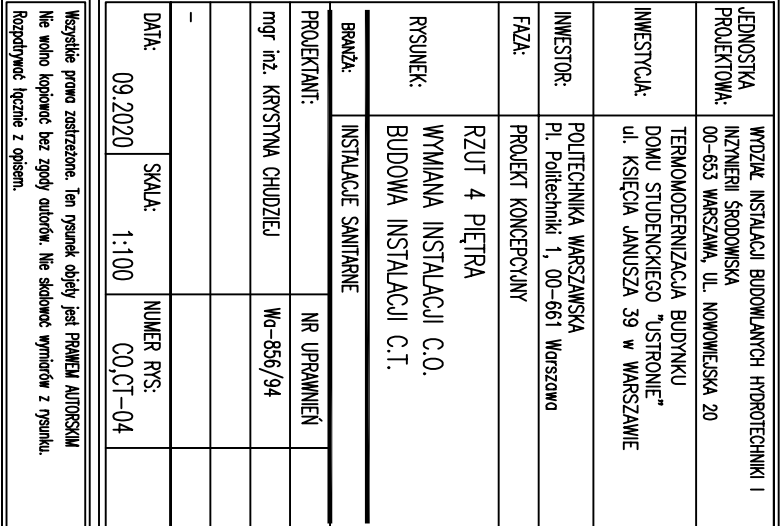 JEDNOSTKA
PROJEKTOWA:
WYDZIAŁ INSTALACJI BUDOWLANYCH HYDROTECHNIKI I
INŻYNIERII ŚRODOWISKA
00-653 WARSZAWA, UL. NOWOWIEJSKA 20
INWESTYCJA:
TERMOMODERNIZACJA BUDYNKU
DOMU STUDENCKIEGO "USTRONIE"
ul. KSIĘCIA JANUSZA 39 w WARSZAWIE
INWESTOR:
POLITECHNIKA WARSZAWSKA
Pl. Politechniki 1, 00-661 Warszawa
FAZA:
PROJEKT KONCEPCYJNY
RYSUNEK:
RZUT 4 PIĘTRA
WYMIANA INSTALACJI C.O.
BUDOWA INSTALACJI C.T.
BRANŻA:
INSTALACJE SANITARNE
PROJEKTANT:
NR UPRAWNIEŃ
mgr inż. KRYSTYNA CHUDZIEJ
Wa-856/94
-
DATA:
09.2020
SKALA:
1:100
NUMER RYS:
CO,CT-04
Wszystkie prawa zastrzeżone. Ten rysunek objęty jest PRAWEM AUTORSKIM
Nie wolno kopiować bez zgody autorów. Nie skalować wymiarów z rysunku.
Rozpatrywać łącznie z opisem.